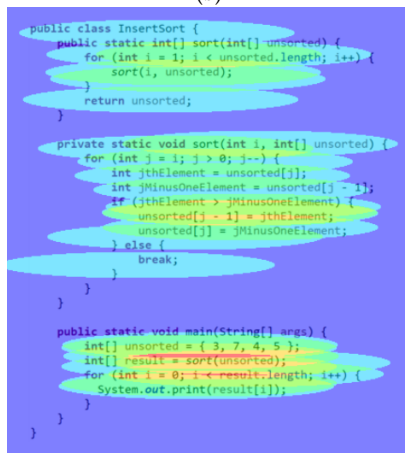 public class InsertSort {
public static int[] sort(int[] unsorted) {
for (int i = 1; i < unsorted.length; i++) {
sort(i, unsorted);
}
return unsorted;
}
private static void sort(int i, int[] unsorted) {
for (int j = i; j > 0; j--) {
int jthElement = unsorted[j];
int jMinusOneElement = unsorted[j - 1];
if (jthElement > jMinusOneElement) {
unsorted[j - 1] = jthElement;
unsorted[j] = jMinusOneElement;
} else {
break;
}
}
}
public static void main(String[] args) {
int[] unsorted = { 3, 7, 4, 5 };
int[] result = sort(unsorted);
for (int i = 0; i < result.length; i++) {
System.out.print(result[i]);
}
}
}